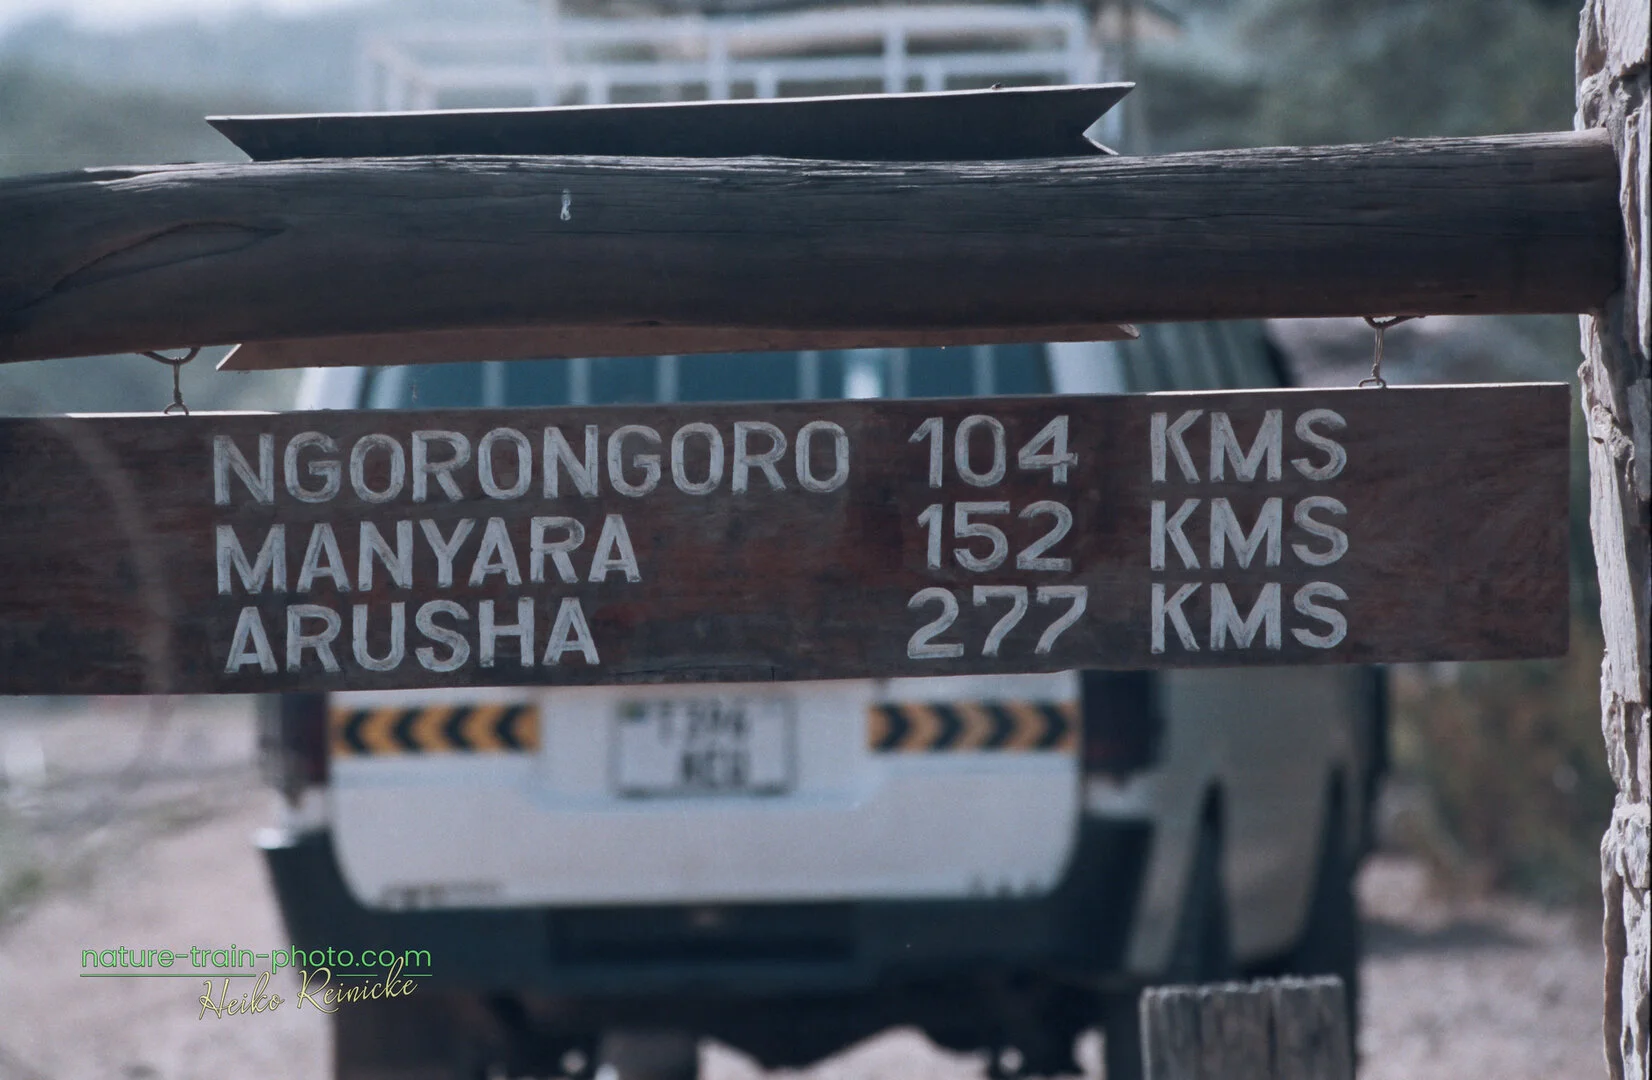 NGORONGORO 104 KMS
MANYARA 152 KMS
ARUSHA 277 KMS
nature-train-photo.com
Heiko Reinicke